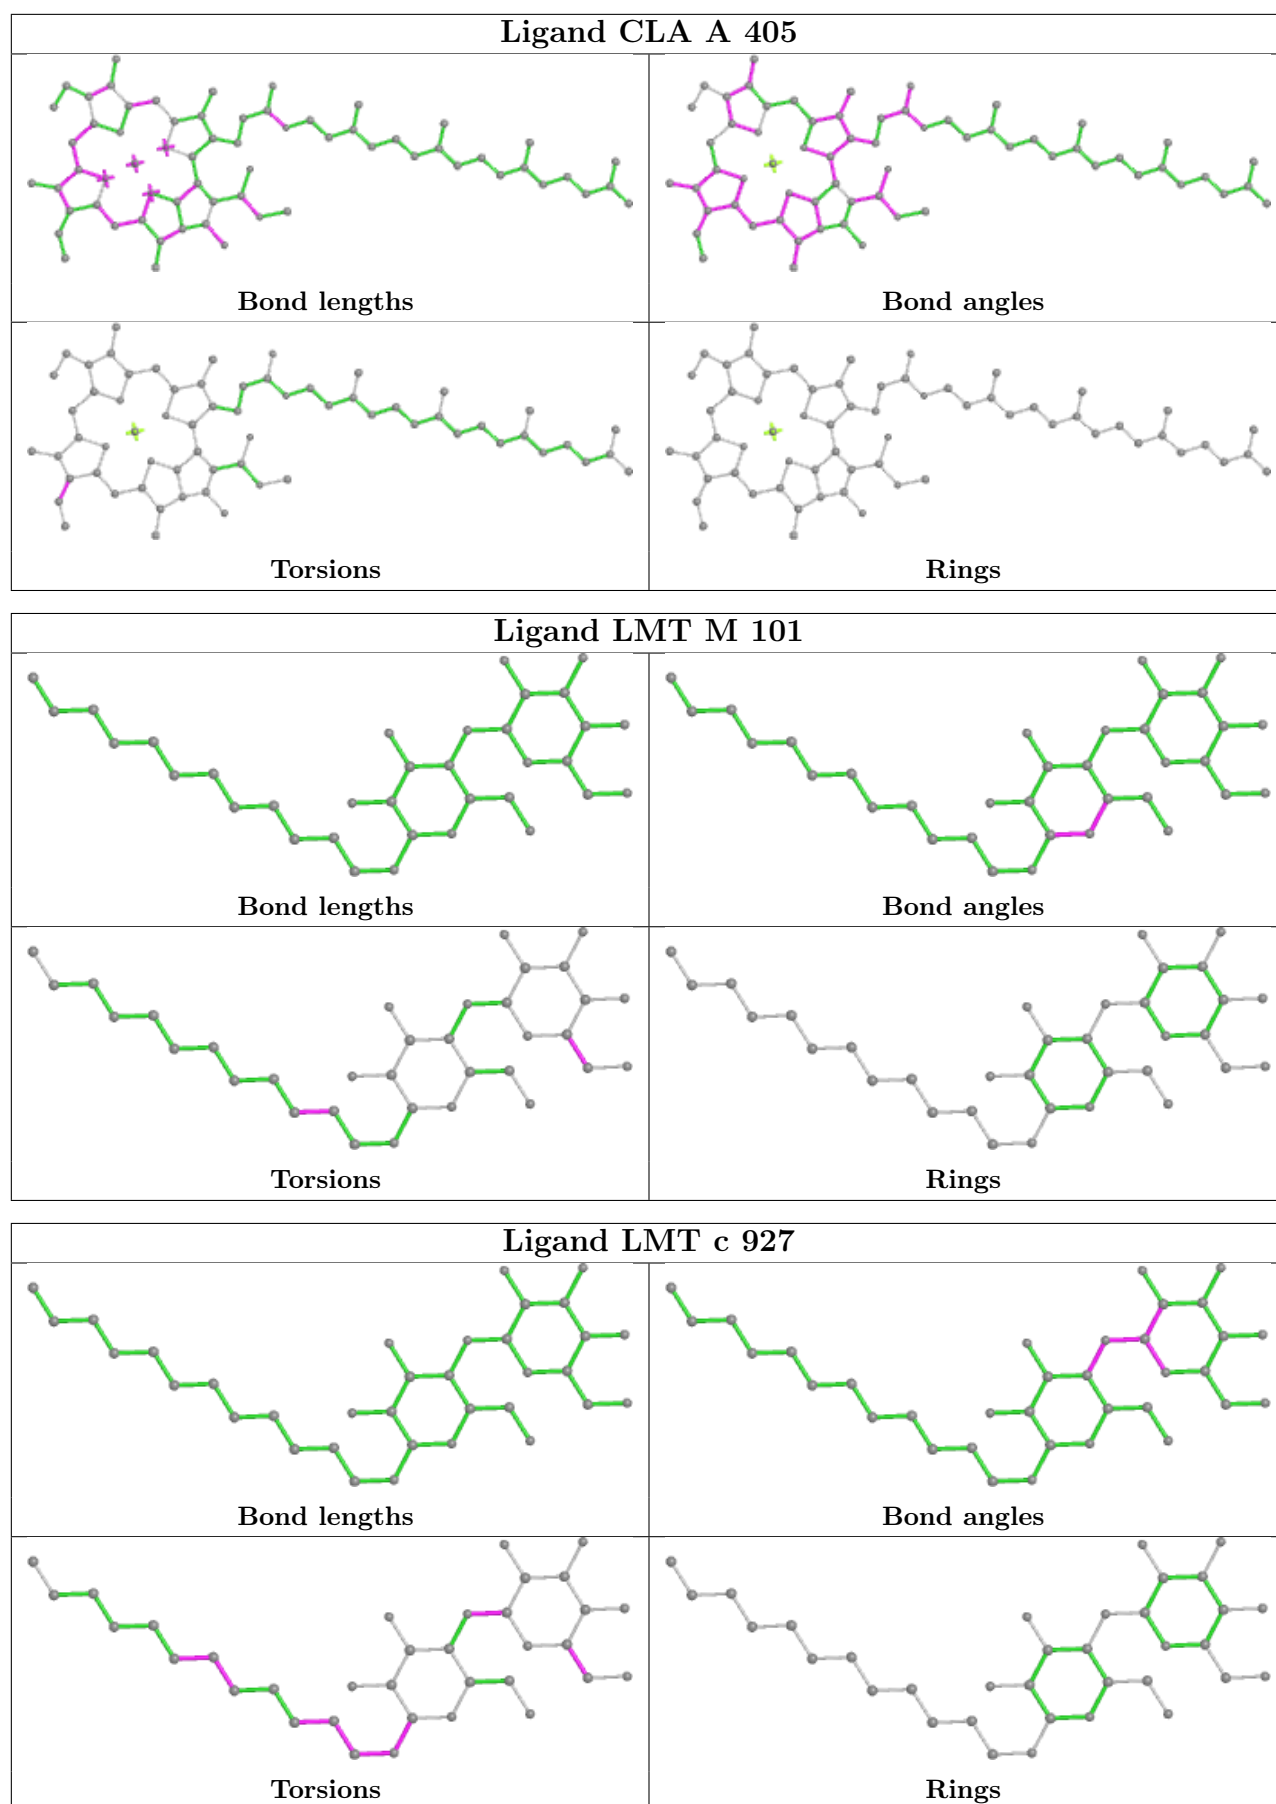 Ligand CLA A 405
Bond lengths
Bond angles
Torsions
Rings
Ligand LMT M 101
Bond lengths
Bond angles
Torsions
Rings
Ligand LMT c 927
Bond lengths
Bond angles
Torsions
Rings